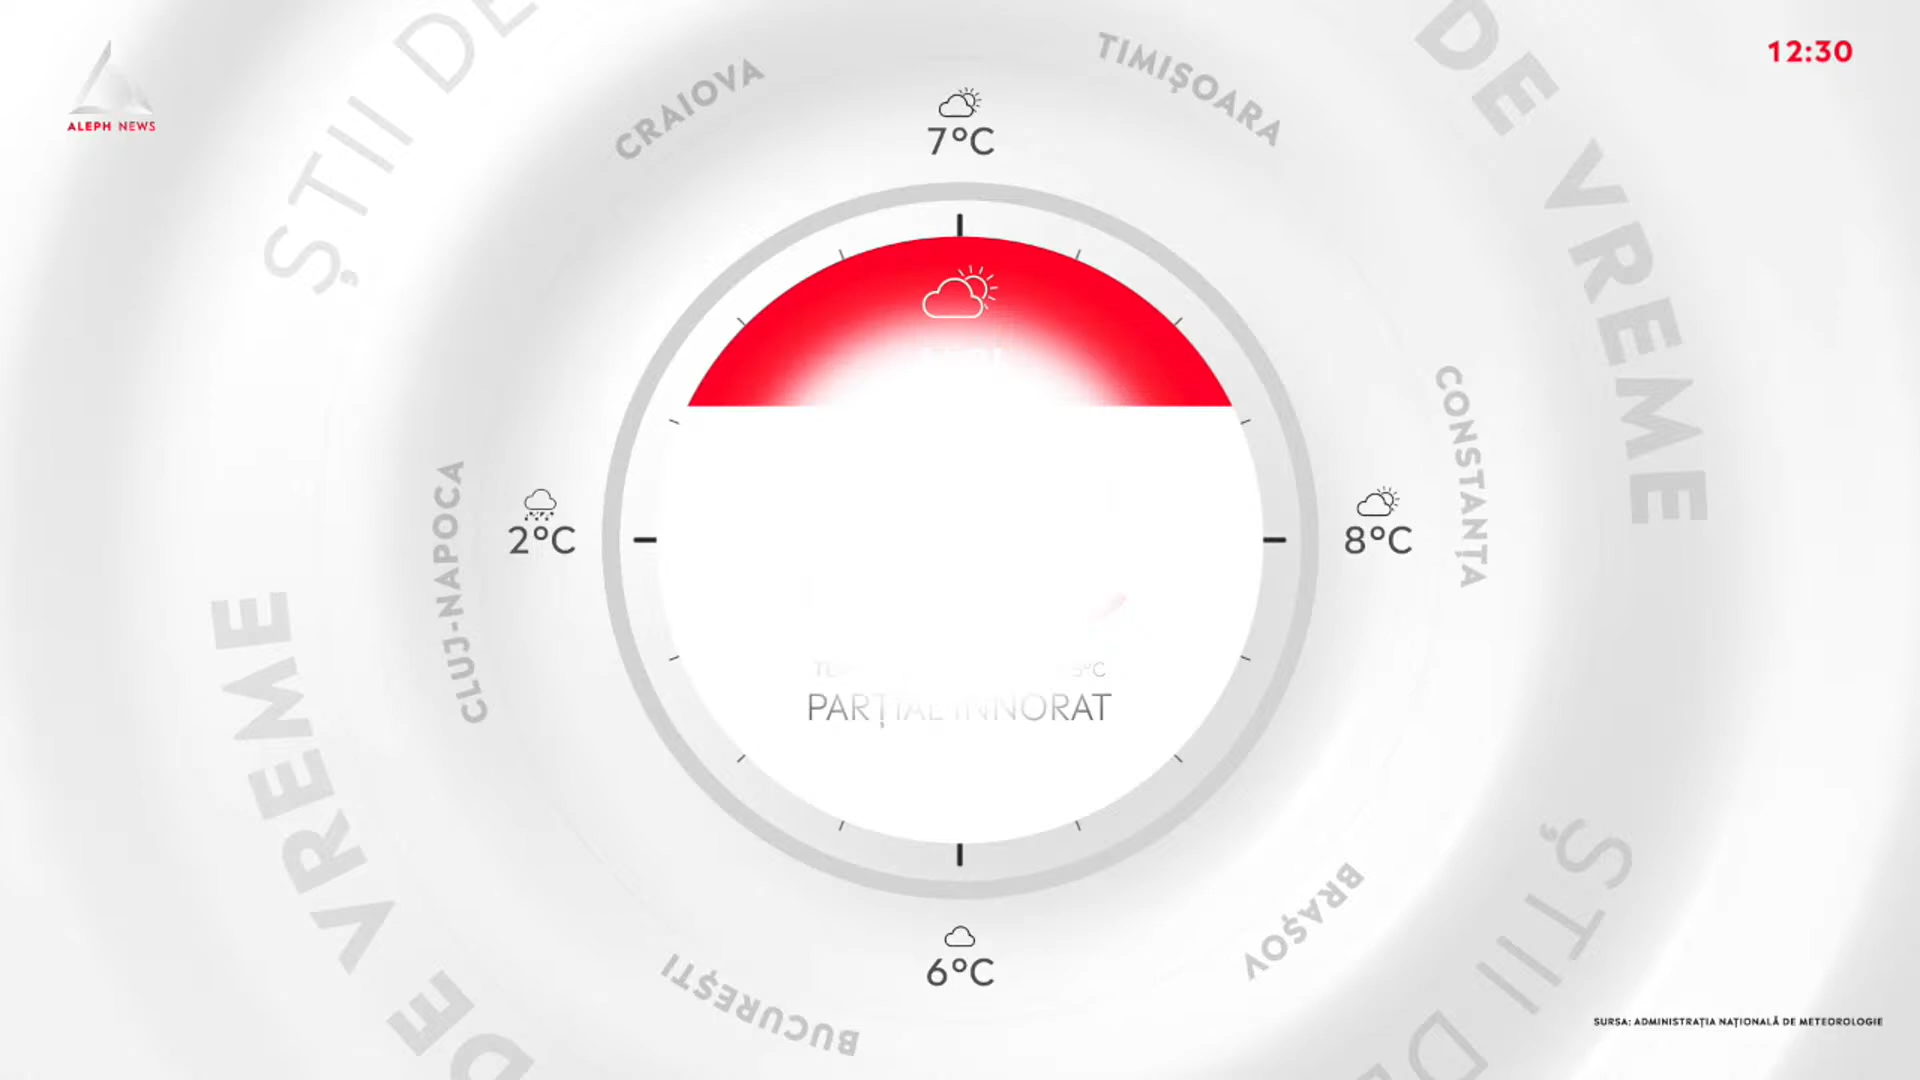 ALEPH NEWS
12:30
ȘTII DE
DE VREME
CRAIOVA
TIMIȘOARA
7°C
CONSTANȚA
8°C
CLUJ-NAPOCA
2°C
PARȚIAL INNORAT
DE VREME
BRAȘOV
6°C
BUCUREȘTI
ȘTII DE
SURSA: ADMINISTRAȚIA NAȚIONALĂ DE METEOROLOGIE